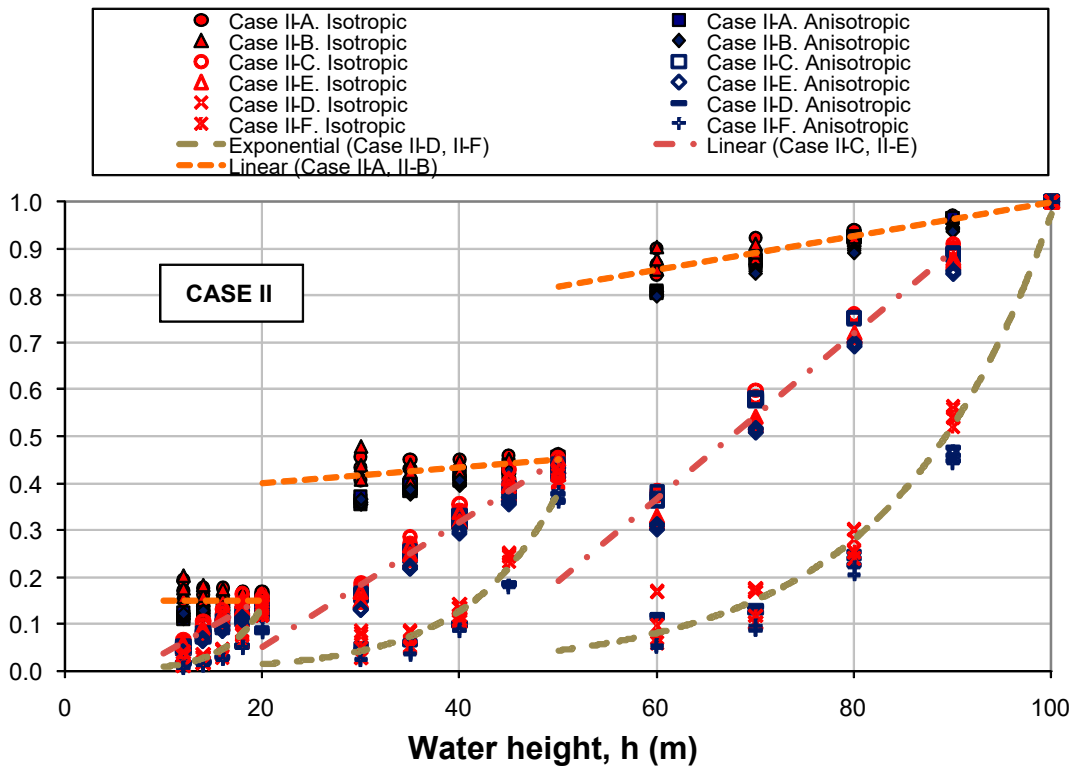 Case II-A. Isotropic
Case II-A. Anisotropic
Case II-B. Isotropic
Case II-B. Anisotropic
Case II-C. Isotropic
Case II-C. Anisotropic
Case II-E. Isotropic
Case II-E. Anisotropic
Case II-D. Isotropic
Case II-D. Anisotropic
Case II-F. Isotropic
Case II-F. Anisotropic
Exponential (Case II-D, II-F)
Linear (Case II-C, II-E)
Linear (Case II-A, II-B)
1.0
0.9
0.8
CASE II
0.7
0.6
0.5
0.4
0.3
0.2
0.1
0.0
0 20 40 60 80 100
Water height, h (m)